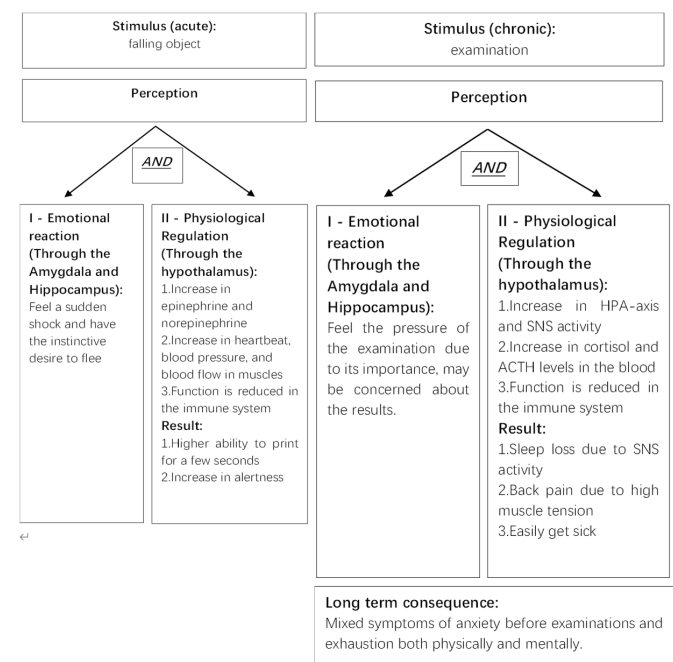 Stimulus (acute):
falling object
Perception
AND
I - Emotional
reaction
(Through the
Amygdala and
Hippocampus):
Feel a sudden
shock and have
the instinctive
desire to flee
II - Physiological
Regulation
(Through the
hypothalamus):
1.Increase in
epinephrine and
norepinephrine
2.Increase in heartbeat,
blood pressure, and
blood flow in muscles
3.Function is reduced in
the immune system
Result:
1.Higher ability to print
for a few seconds
2.Increase in alertness
Stimulus (chronic):
examination
Perception
AND
I - Emotional
reaction
(Through the
Amygdala and
Hippocampus):
Feel the pressure of
the examination due
to its importance, may
be concerned about
the results.
II - Physiological
Regulation
(Through the
hypothalamus):
1.Increase in HPA-axis
and SNS activity
2.Increase in cortisol and
ACTH levels in the blood
3.Function is reduced in
the immune system
Result:
1.Sleep loss due to SNS
activity
2.Back pain due to high
muscle tension
3.Easily get sick
Long term consequence:
Mixed symptoms of anxiety before examinations and
exhaustion both physically and mentally.